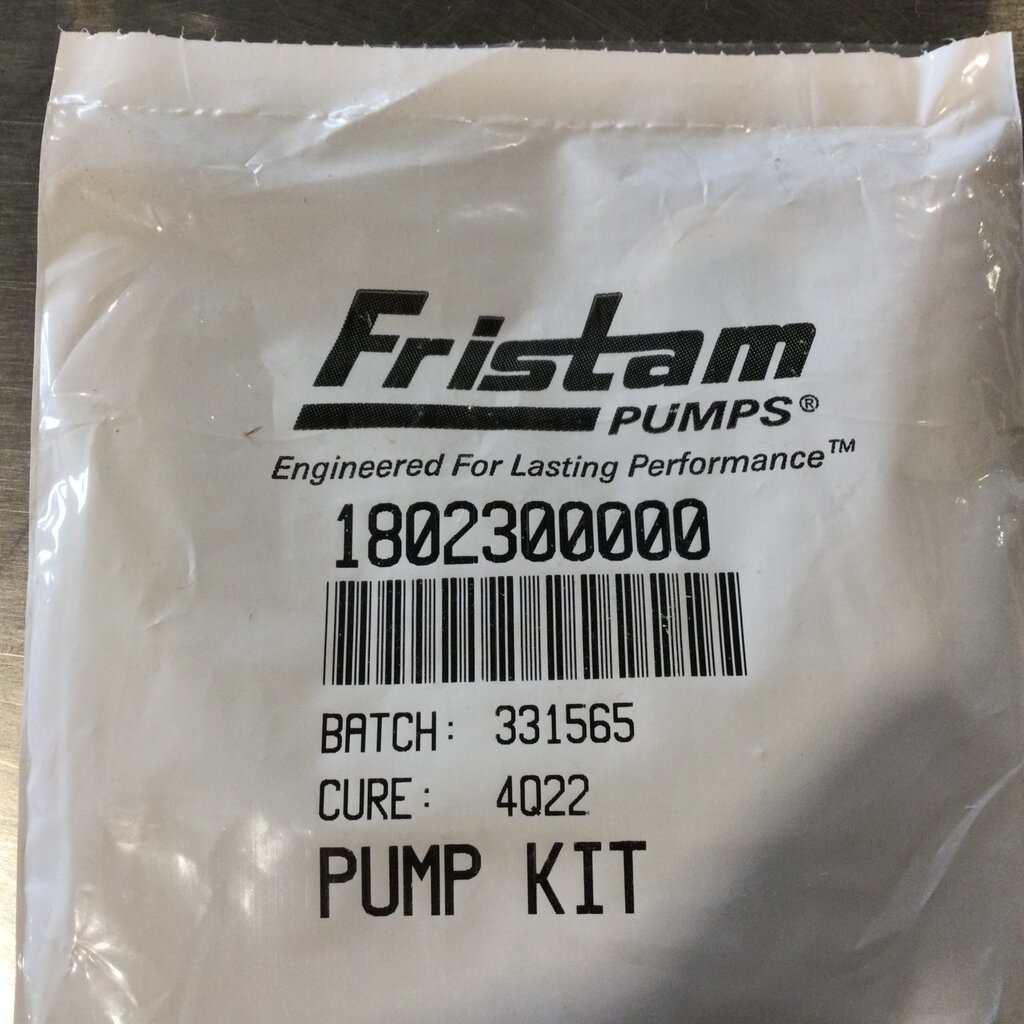 Fristam
PUMPS®
Engineered For Lasting Performance™
1802300000
BATCH: 331565
CURE: 4Q22
PUMP KIT